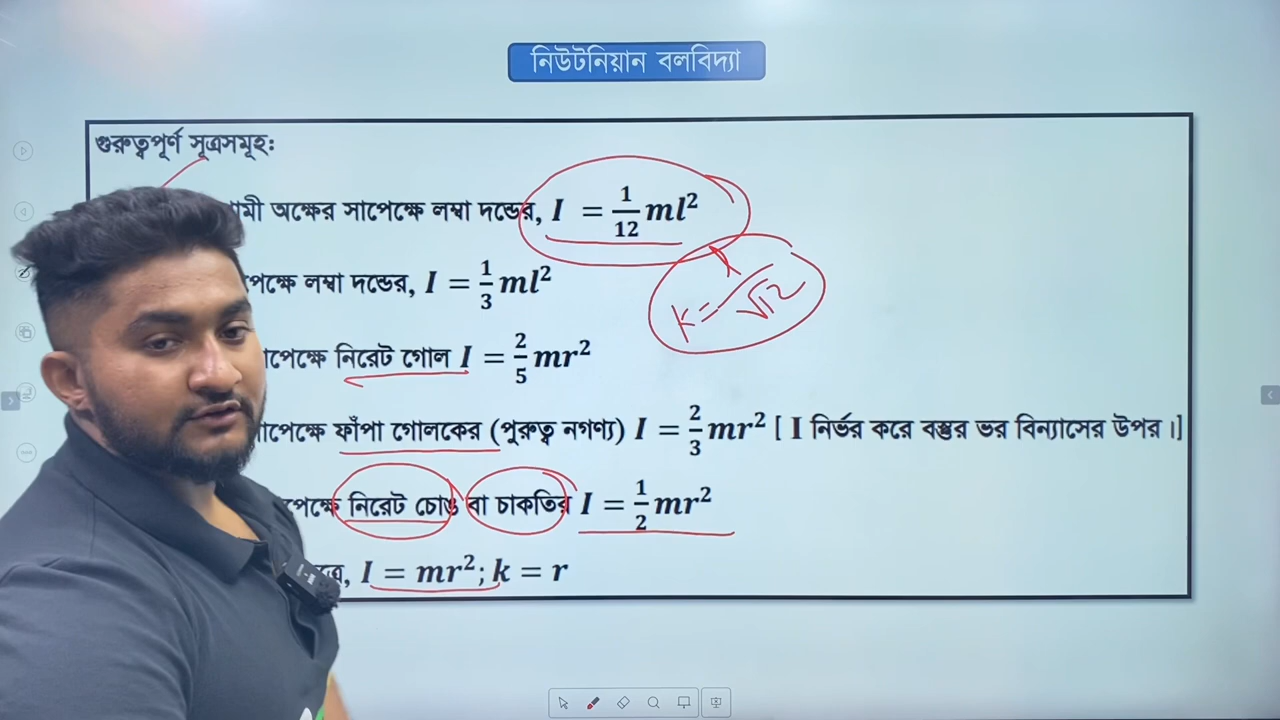 নিউটনিয়ান বলবিদ্যা
গুরুত্বপূর্ণ সূত্রসমূহঃ
অক্ষের সাপেক্ষে লম্বা দন্ডের, I = 1/12 ml²
লম্বা দন্ডের, I = 1/3 ml²
নিরেট গোল I = 2/5 mr²
ফাঁপা গোলকের (পুরুত্ব নগণ্য) I = 2/3 mr² [ I নির্ভর করে বস্তুর ভর বিন্যাসের উপর।]
নিরেট চোঙ বা চাকতির I = 1/2 mr²
I = mr²; k = r